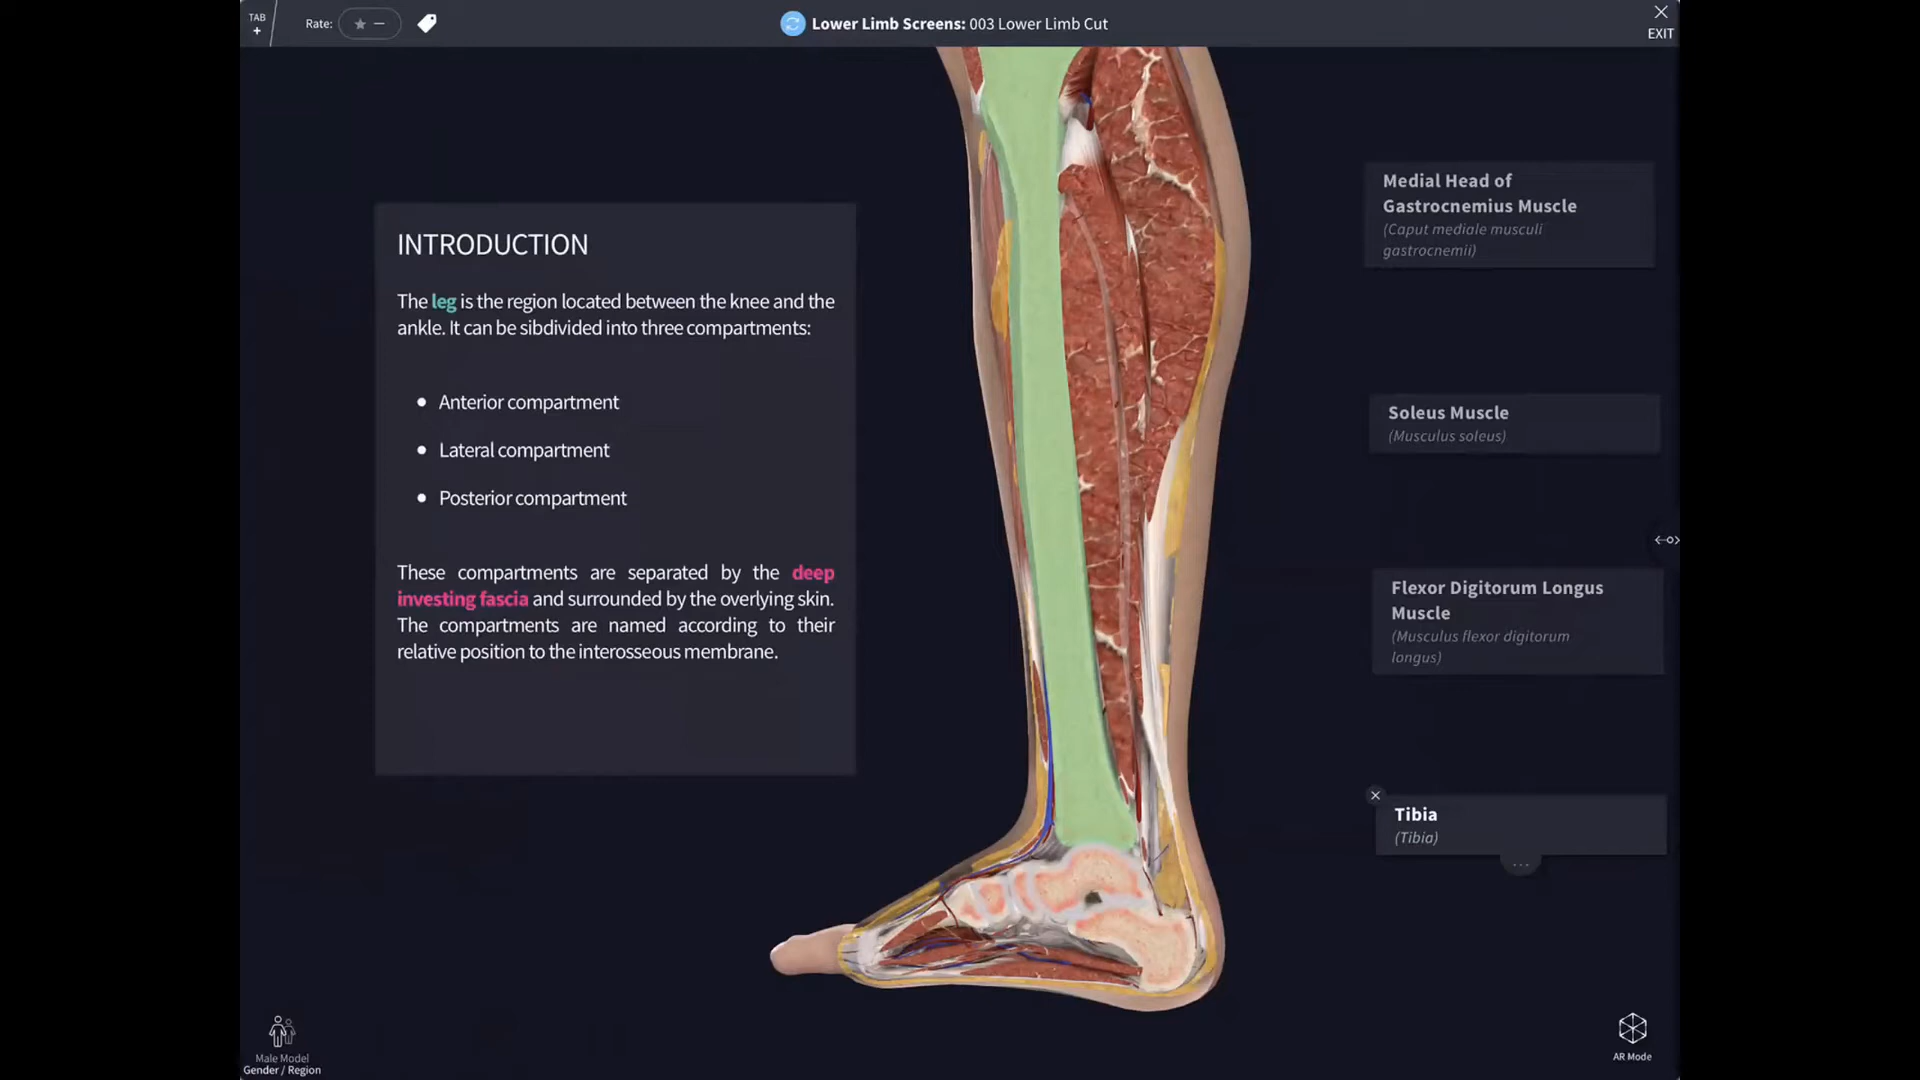 TAB
+
Rate:
Lower Limb Screens: 003 Lower Limb Cut
EXIT
INTRODUCTION
The leg is the region located between the knee and the
ankle. It can be sibdivided into three compartments:
• Anterior compartment
• Lateral compartment
• Posterior compartment
These compartments are separated by the deep
investing fascia and surrounded by the overlying skin.
The compartments are named according to their
relative position to the interosseous membrane.
Medial Head of
Gastrocnemius Muscle
(Caput mediale musculi
gastrocnemii)
Soleus Muscle
(Musculus soleus)
Flexor Digitorum Longus
Muscle
(Musculus flexor digitorum
longus)
Tibia
(Tibia)
...
Male Model
Gender / Region
AR Mode